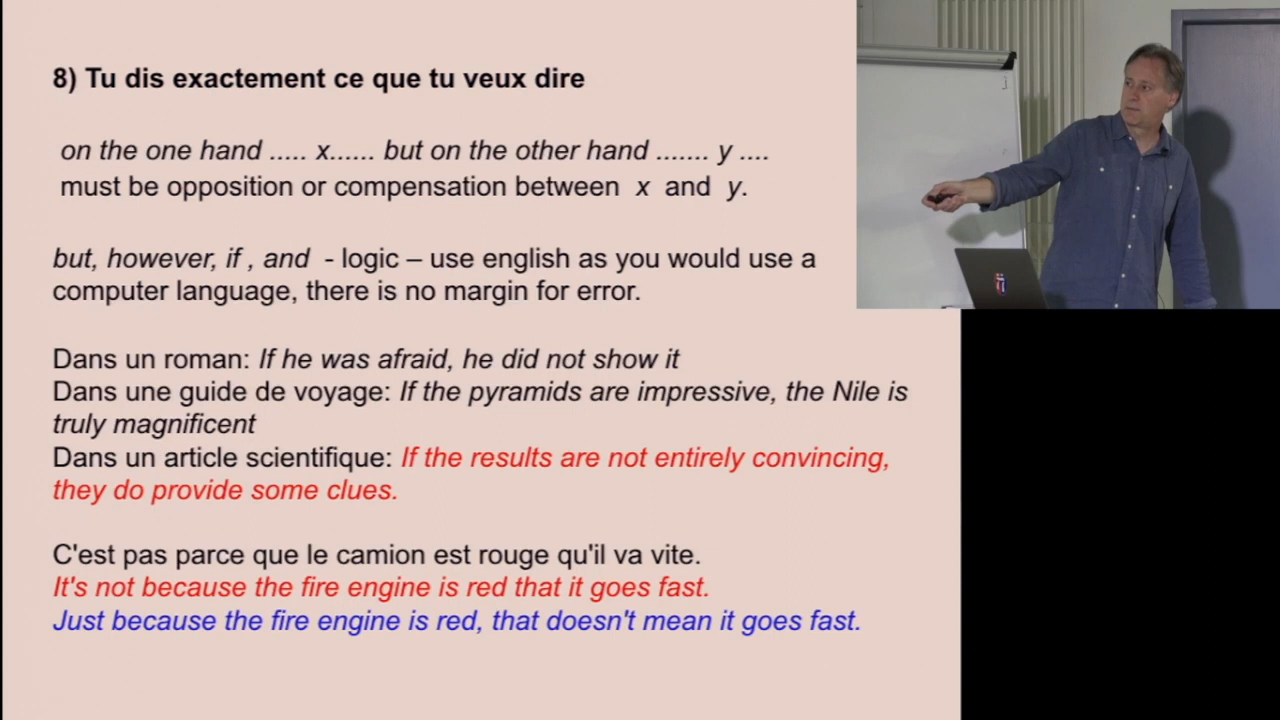 8) Tu dis exactement ce que tu veux dire
on the one hand ..... x...... but on the other hand ....... y ....
must be opposition or compensation between x and y.
but, however, if , and - logic – use english as you would use a
computer language, there is no margin for error.
Dans un roman: If he was afraid, he did not show it
Dans une guide de voyage: If the pyramids are impressive, the Nile is
truly magnificent
Dans un article scientifique: If the results are not entirely convincing,
they do provide some clues.
C'est pas parce que le camion est rouge qu'il va vite.
It's not because the fire engine is red that it goes fast.
Just because the fire engine is red, that doesn't mean it goes fast.